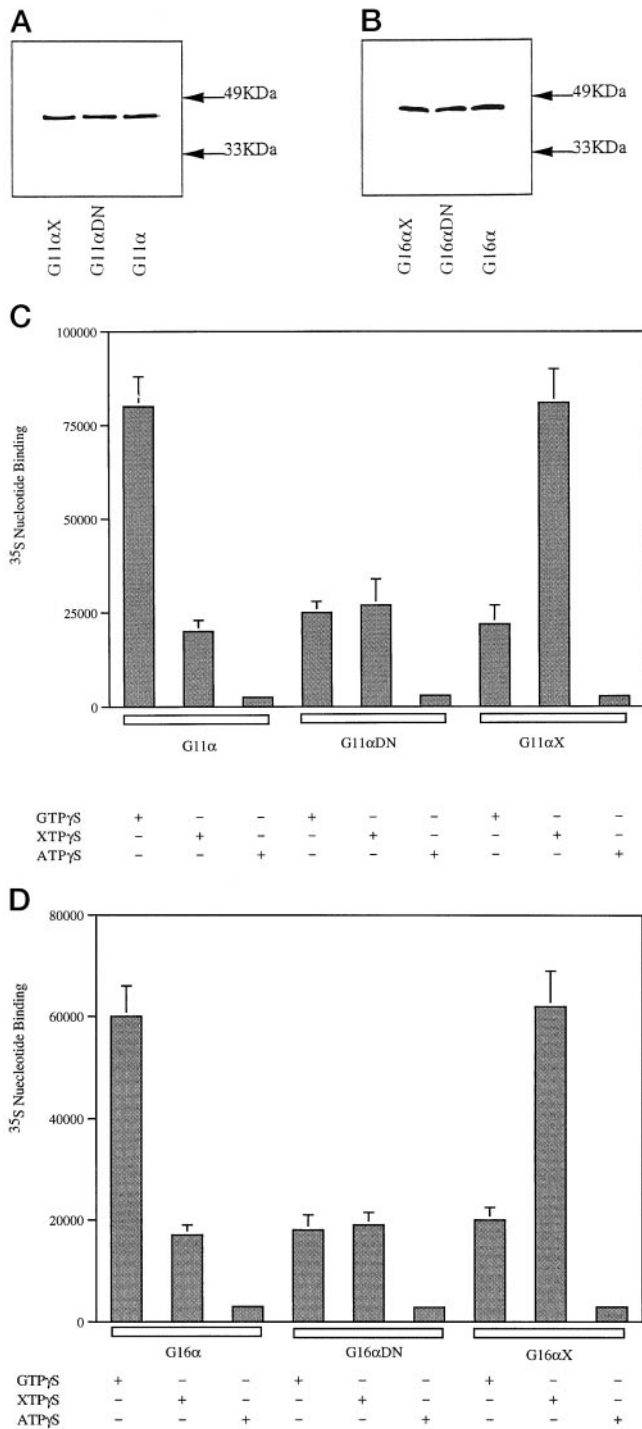 A
49KDa
33KDa
G11αX
G11αDN
G11α
B
49KDa
33KDa
G16αX
G16αDN
G16α
C
35S Nucleotide Binding
100000
75000
50000
25000
0
G11α G11αDN G11αX
GTPγS + − − + − − + − −
XTPγS − + − − + − − + −
ATPγS − − + − − + − − +
D
35S Nuecleotide Binding
80000
60000
40000
20000
0
G16α G16αDN G16αX
GTPγS + − − + − − + − −
XTPγS − + − − + − − + −
ATPγS − − + − − + − − +